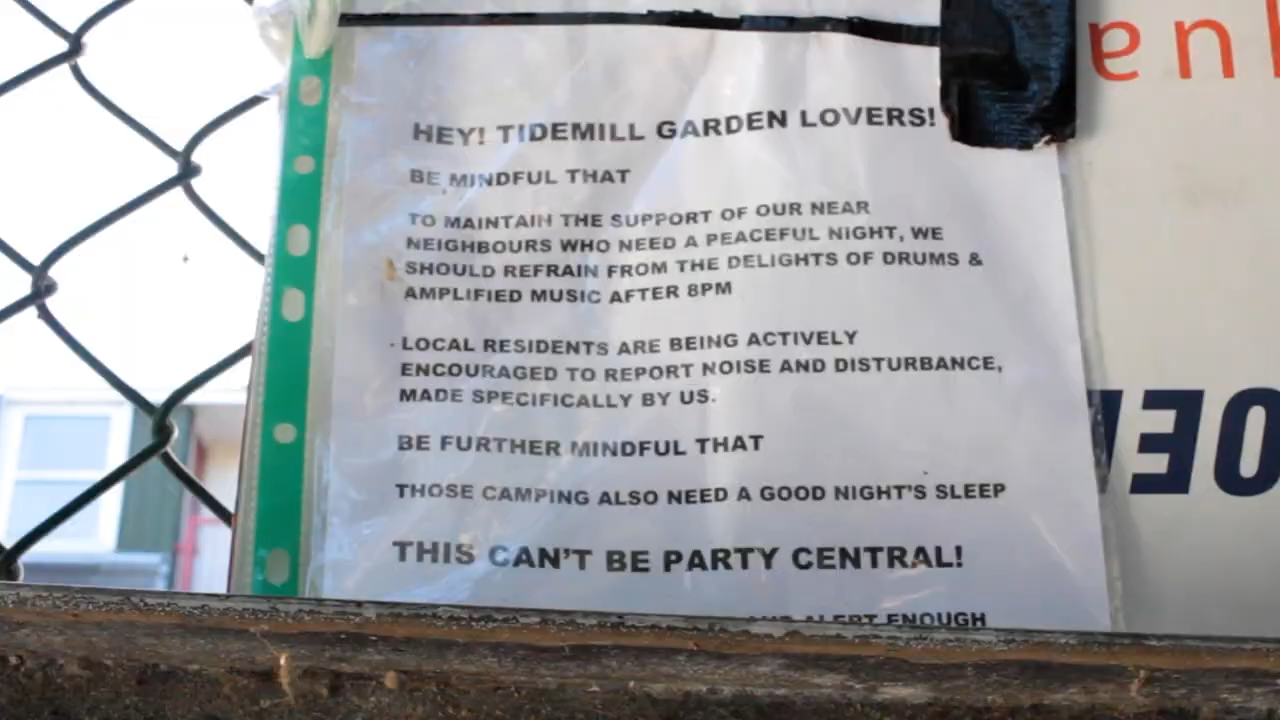 HEY! TIDEMILL GARDEN LOVERS!
BE MINDFUL THAT
TO MAINTAIN THE SUPPORT OF OUR NEAR
NEIGHBOURS WHO NEED A PEACEFUL NIGHT, WE
SHOULD REFRAIN FROM THE DELIGHTS OF DRUMS &
AMPLIFIED MUSIC AFTER 8PM
- LOCAL RESIDENTS ARE BEING ACTIVELY
ENCOURAGED TO REPORT NOISE AND DISTURBANCE,
MADE SPECIFICALLY BY US.
BE FURTHER MINDFUL THAT
THOSE CAMPING ALSO NEED A GOOD NIGHT'S SLEEP
THIS CAN'T BE PARTY CENTRAL!
AND ALERT ENOUGH